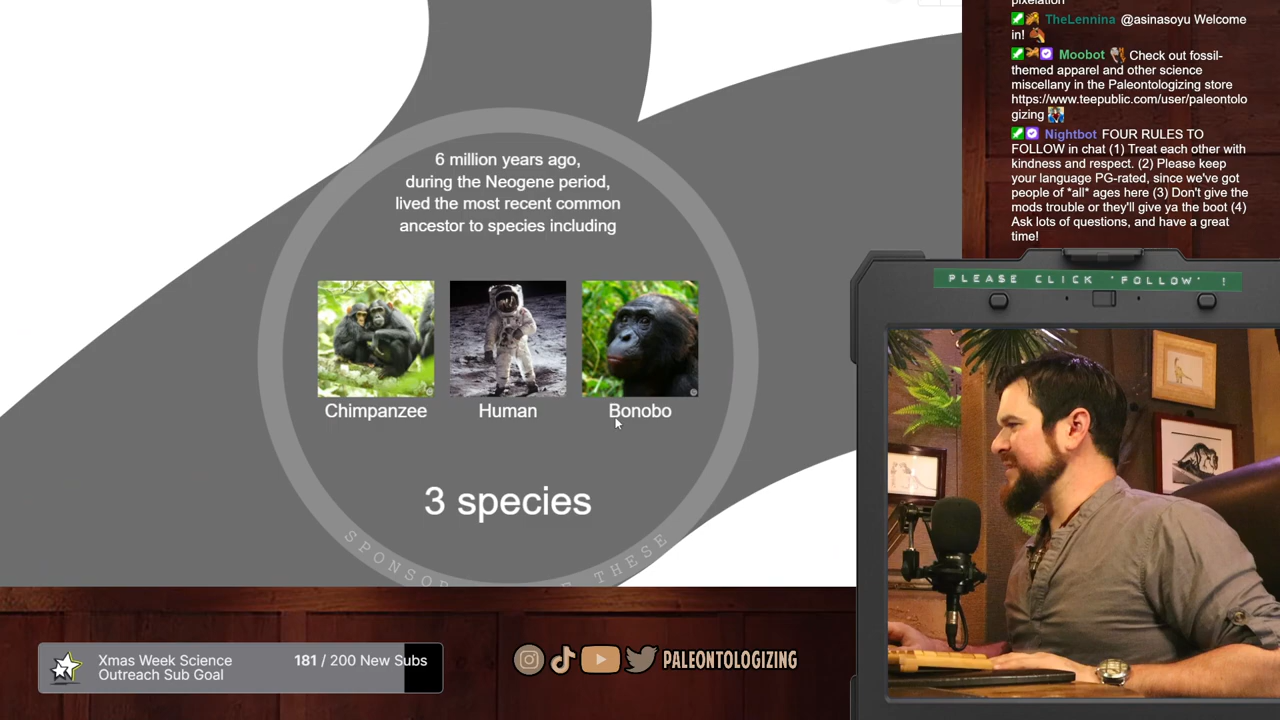 6 million years ago,
during the Neogene period,
lived the most recent common
ancestor to species including
Chimpanzee
Human
Bonobo
3 species
SPONSOR
THESE
TheLennina @asinasoyu Welcome
in!
Moobot Check out fossil-
themed apparel and other science
miscellany in the Paleontologizing store
https://www.teepublic.com/user/paleontolo
gizing
Nightbot FOUR RULES TO
FOLLOW in chat (1) Treat each other with
kindness and respect. (2) Please keep
your language PG-rated, since we've got
people of *all* ages here (3) Don't give the
mods trouble or they'll give ya the boot (4)
Ask lots of questions, and have a great
time!
PLEASE CLICK "FOLLOW" !
Xmas Week Science
Outreach Sub Goal
181 / 200 New Subs
PALEONTOLOGIZING